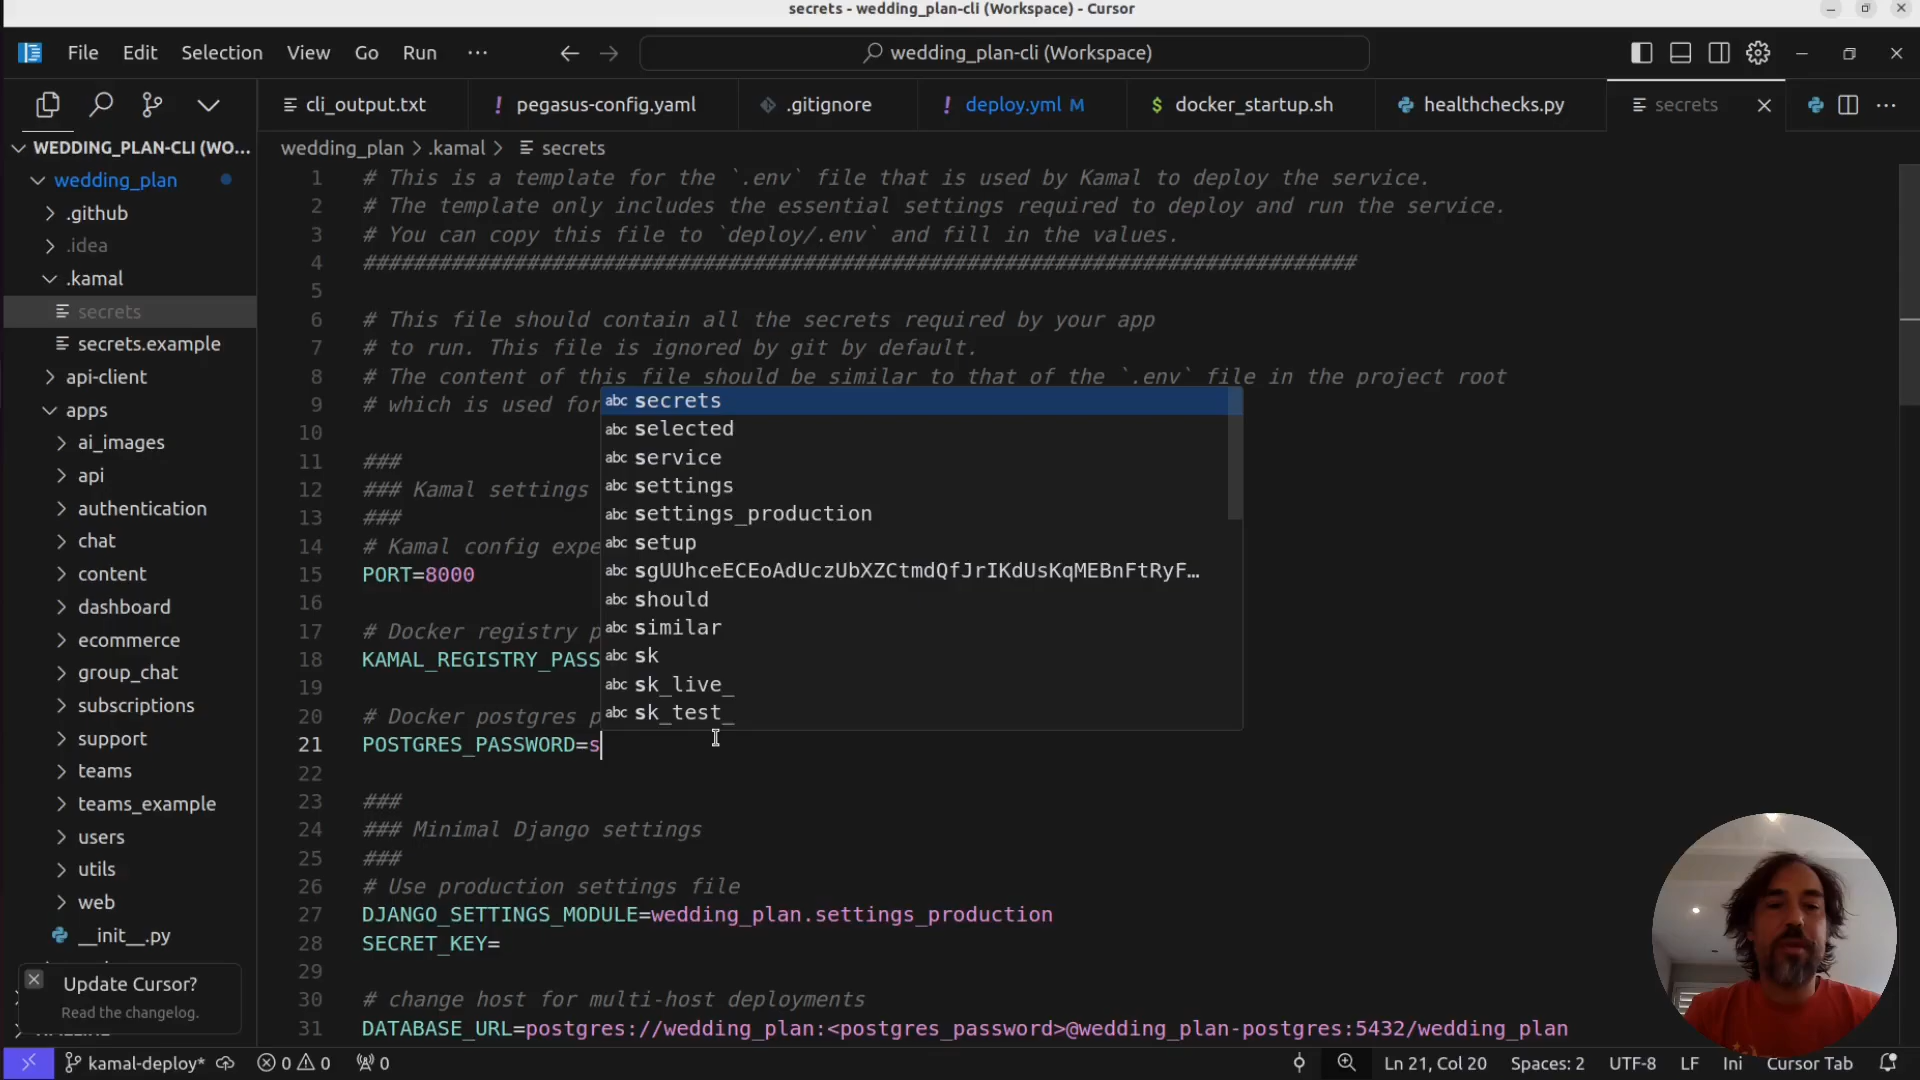 secrets - wedding_plan-cli (Workspace) - Cursor
File Edit Selection View Go Run ··· wedding_plan-cli (Workspace)
cli_output.txt ! pegasus-config.yaml .gitignore ! deploy.yml M $ docker_startup.sh healthchecks.py secrets
WEDDING_PLAN-CLI (WO...
wedding_plan
.github
.idea
.kamal
secrets
secrets.example
api-client
apps
ai_images
api
authentication
chat
content
dashboard
ecommerce
group_chat
subscriptions
support
teams
teams_example
users
utils
web
__init__.py
Update Cursor?
Read the changelog.
wedding_plan > .kamal > secrets
1 # This is a template for the `.env` file that is used by Kamal to deploy the service.
2 # The template only includes the essential settings required to deploy and run the service.
3 # You can copy this file to `deploy/.env` and fill in the values.
4 ###############################################################################
5
6 # This file should contain all the secrets required by your app
7 # to run. This file is ignored by git by default.
8 # The content of this file should be similar to that of the `.env` file in the project root
9 # which is used for
10
11 ###
12 ### Kamal settings
13 ###
14 # Kamal config expe
15 PORT=8000
16
17 # Docker registry p
18 KAMAL_REGISTRY_PASS
19
20 # Docker postgres p
21 POSTGRES_PASSWORD=s
22
23 ###
24 ### Minimal Django settings
25 ###
26 # Use production settings file
27 DJANGO_SETTINGS_MODULE=wedding_plan.settings_production
28 SECRET_KEY=
29
30 # change host for multi-host deployments
31 DATABASE_URL=postgres://wedding_plan:<postgres_password>@wedding_plan-postgres:5432/wedding_plan
abc secrets
abc selected
abc service
abc settings
abc settings_production
abc setup
abc sgUUhceECEoAdUczUbXZCtmdQfJrIKdUsKqMEBnFtRyF…
abc should
abc similar
abc sk
abc sk_live_
abc sk_test_
kamal-deploy* 0 0 0 Ln 21, Col 20 Spaces: 2 UTF-8 LF Ini Cursor Tab